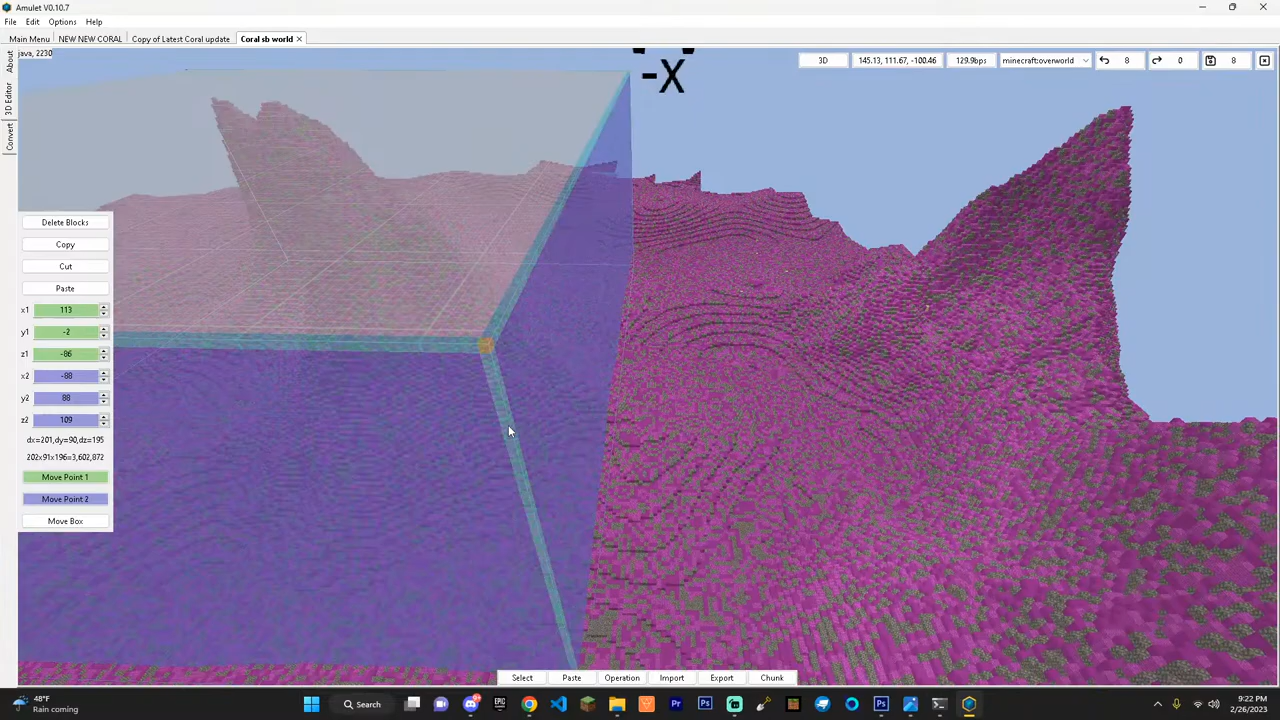 Amulet V0.10.7
File Edit Options Help
Main Menu NEW NEW CORAL Copy of Latest Coral update Coral sb world
java, 2230
3D 145.13, 111.67, -100.46 129.9bps minecraft:overworld 8 0 8
-X
About
3D Editor
Convert
Delete Blocks
Copy
Cut
Paste
x1 113
y1 -2
z1 -86
x2 -88
y2 88
z2 109
dx=201,dy=90,dz=195
202x91x196=3,602,872
Move Point 1
Move Point 2
Move Box
Select Paste Operation Import Export Chunk
48°F
Rain coming
Search
9:22 PM
2/26/2023